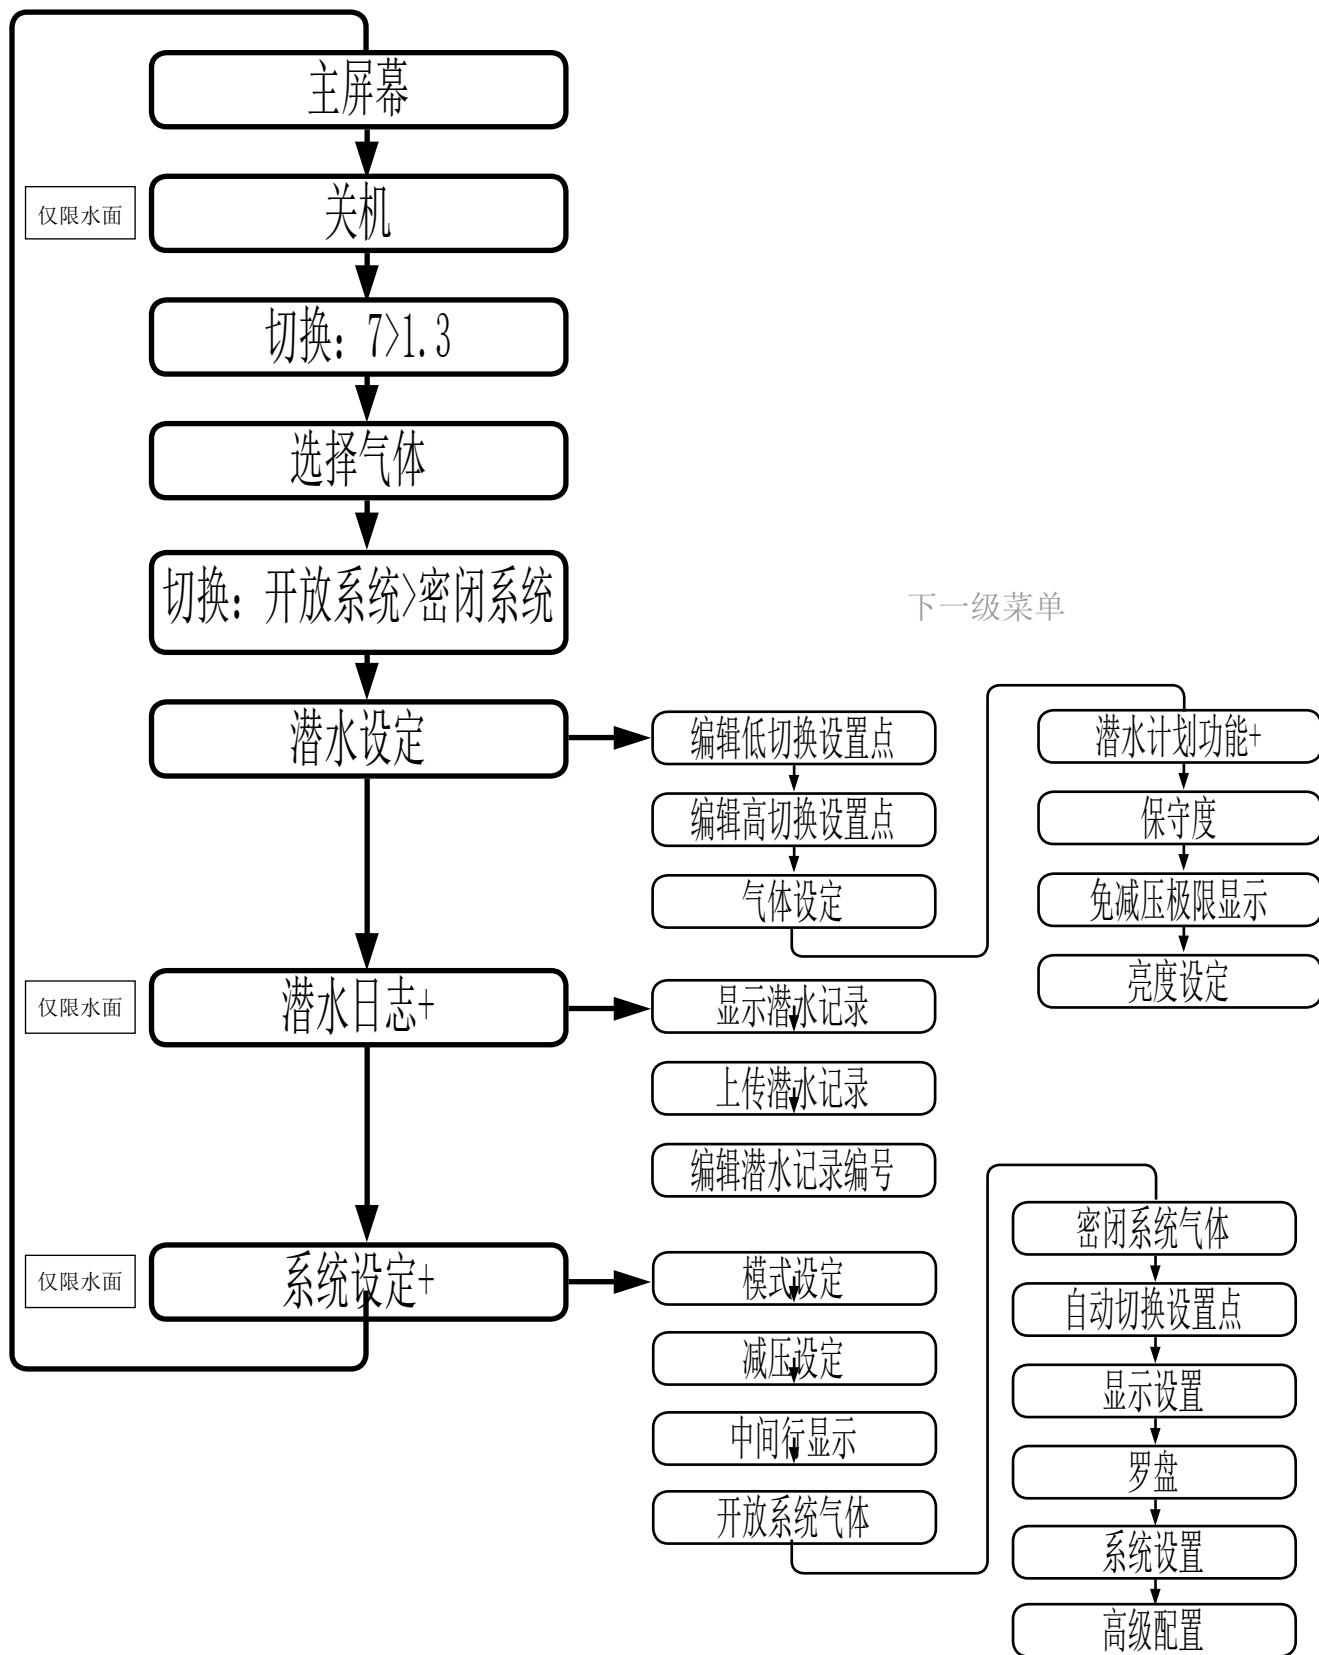 主屏幕
仅限水面
关机
切换：7>1.3
选择气体
切换：开放系统>密闭系统
下一级菜单
潜水设定
编辑低切换设置点
编辑高切换设置点
气体设定
潜水计划功能+
保守度
免减压极限显示
亮度设定
仅限水面
潜水日志+
显示潜水记录
上传潜水记录
编辑潜水记录编号
仅限水面
系统设定+
模式设定
减压设定
中间行显示
开放系统气体
密闭系统气体
自动切换设置点
显示设置
罗盘
系统设置
高级配置